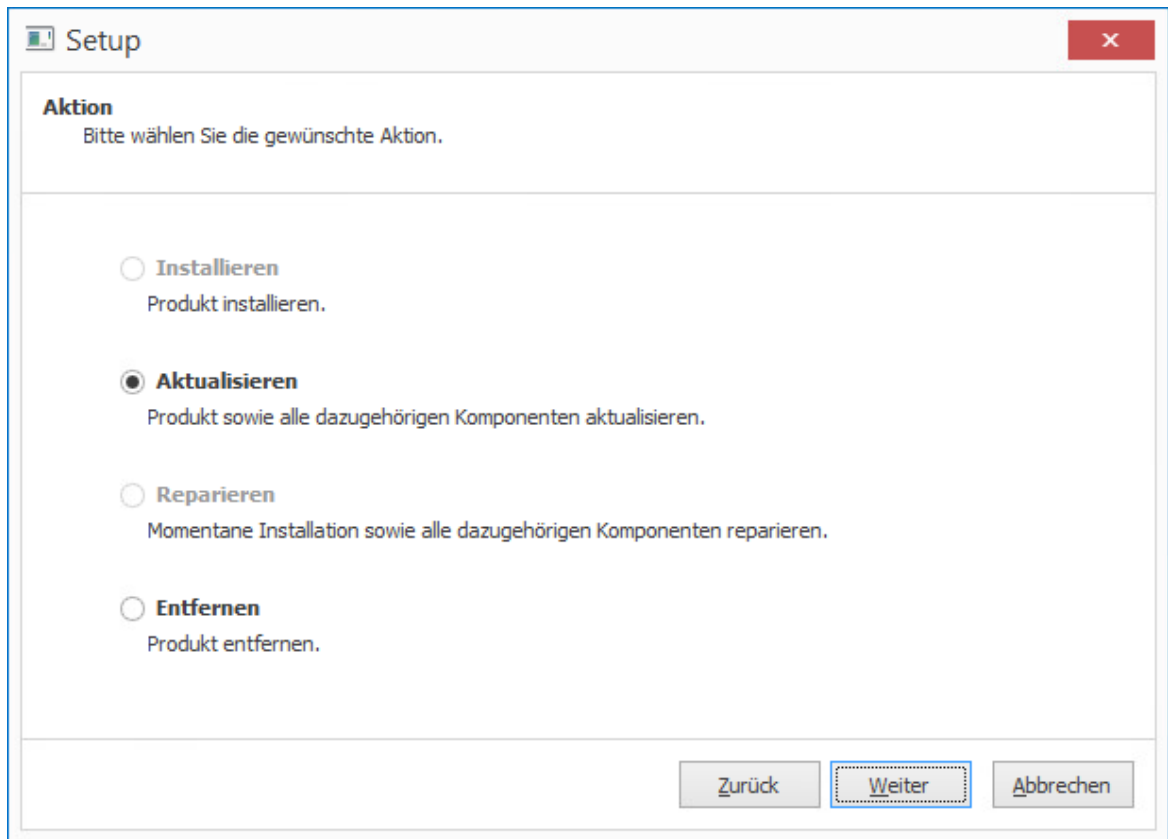 Setup
Aktion
Bitte wählen Sie die gewünschte Aktion.
Installieren
Produkt installieren.
Aktualisieren
Produkt sowie alle dazugehörigen Komponenten aktualisieren.
Reparieren
Momentane Installation sowie alle dazugehörigen Komponenten reparieren.
Entfernen
Produkt entfernen.
Zurück Weiter Abbrechen